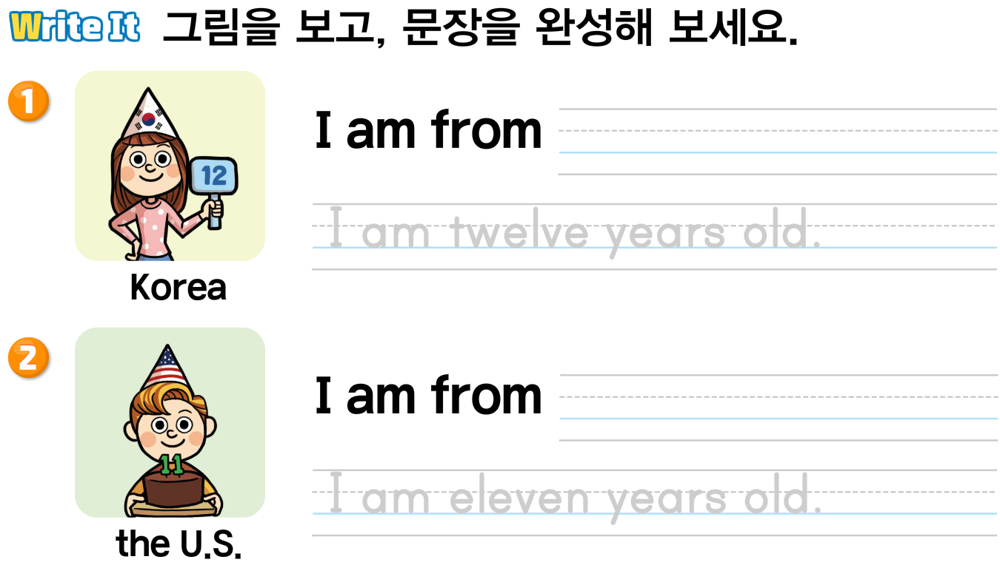 Write It 그림을 보고, 문장을 완성해 보세요.
1
12
I am from
I am twelve years old.
Korea
2
11
I am from
I am eleven years old.
the U.S.